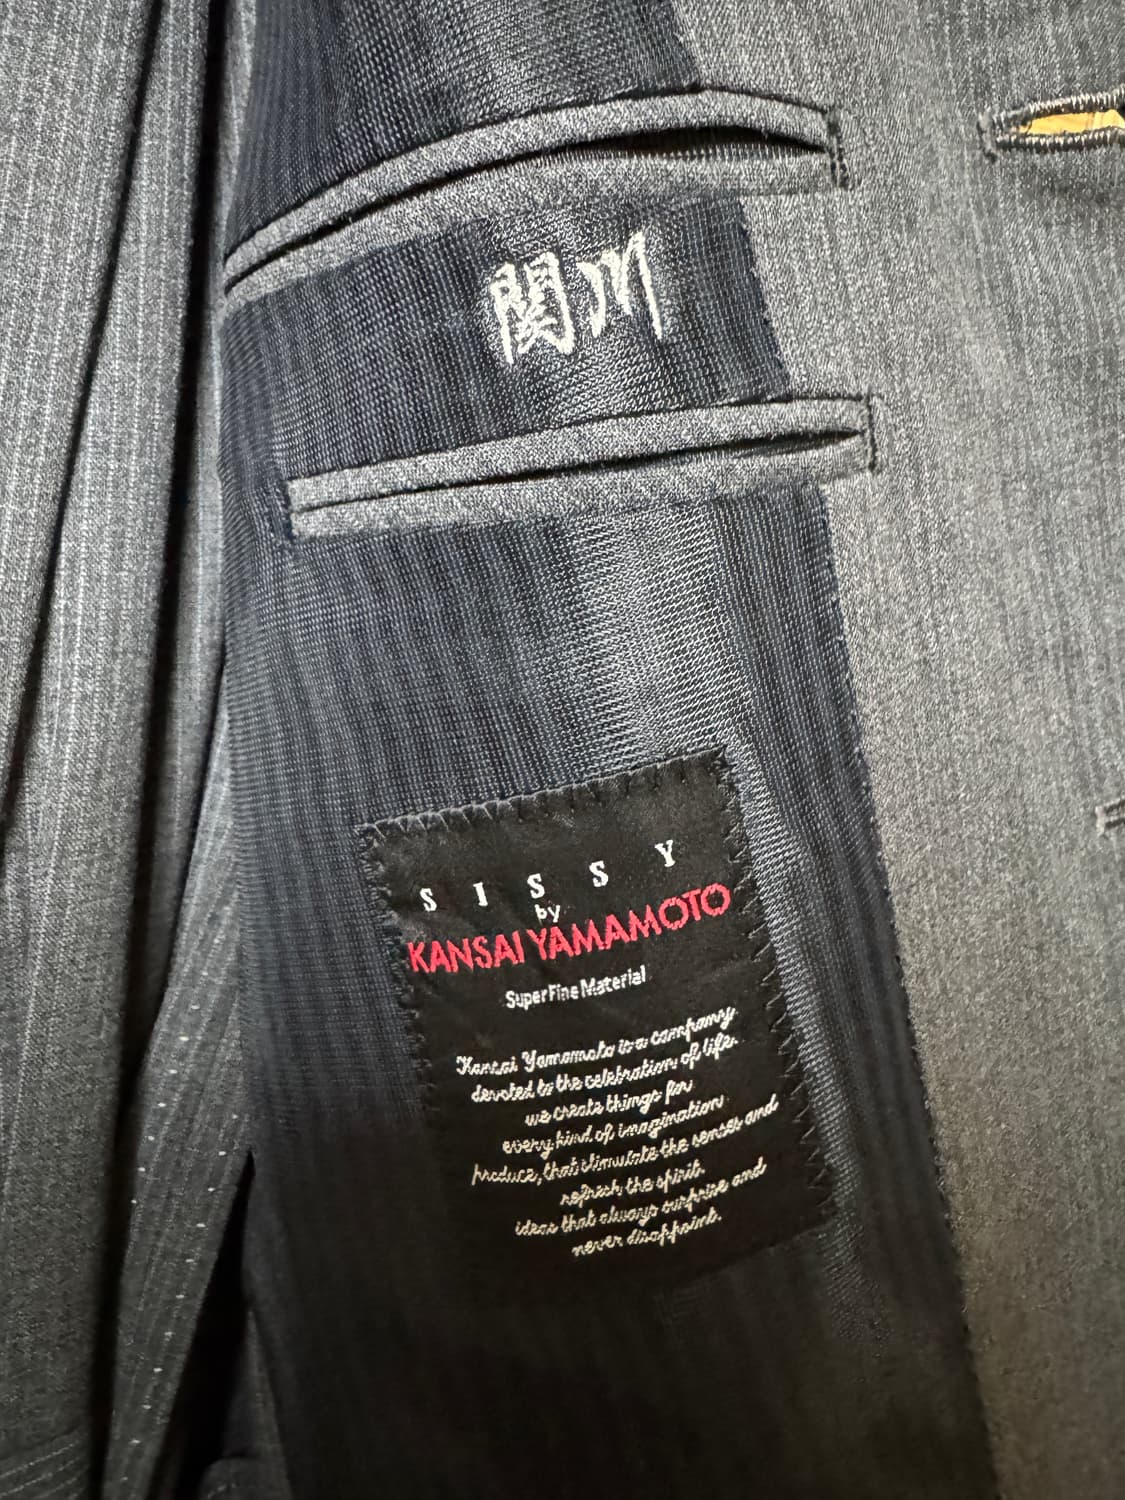 関川
SISSY
by
KANSAI YAMAMOTO
SuperFineMaterial
Kansai Yamamoto is a company
devoted to the celebration of life.
we create things for
every kind of imagination
produce, that stimulate the senses and
refresh the spirit.
ideas that always surprise and
never disappoint.